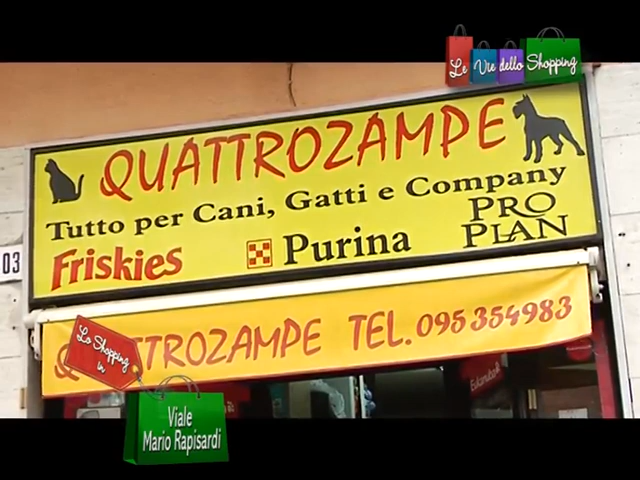 Le Vie dello Shopping
QUATTROZAMPE
Tutto per Cani, Gatti e Company
Friskies
Purina
PRO
PLAN
03
QUATTROZAMPE TEL. 095 354983
Lo Shopping
in
Viale
Mario Rapisardi